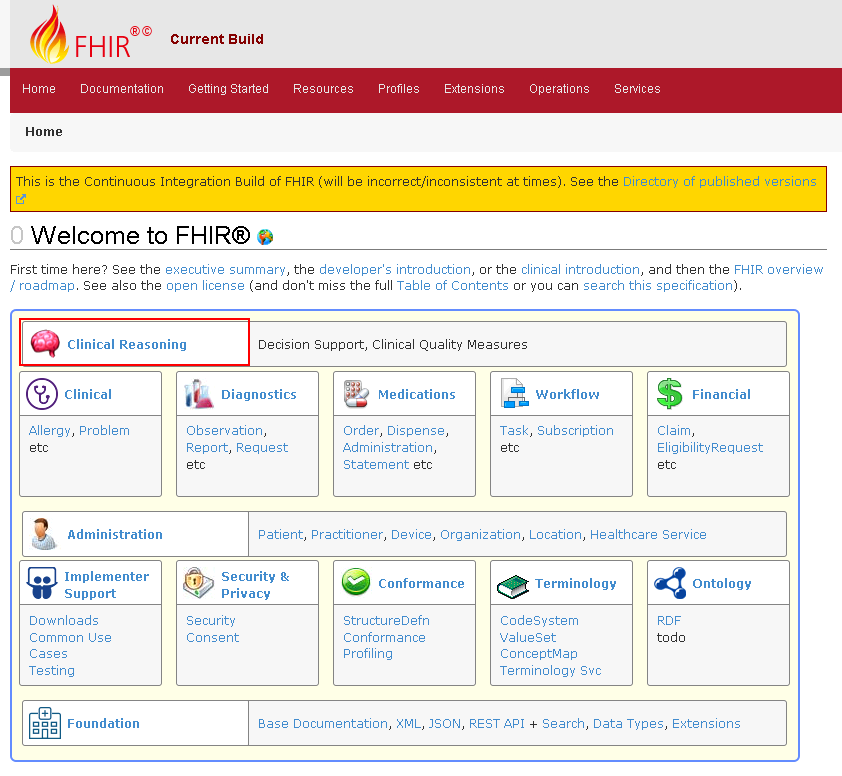 FHIR®© Current Build
Home Documentation Getting Started Resources Profiles Extensions Operations Services
Home
This is the Continuous Integration Build of FHIR (will be incorrect/inconsistent at times). See the Directory of published versions
0 Welcome to FHIR®
First time here? See the executive summary, the developer's introduction, or the clinical introduction, and then the FHIR overview
/ roadmap. See also the open license (and don't miss the full Table of Contents or you can search this specification).
Clinical Reasoning
Decision Support, Clinical Quality Measures
Clinical
Allergy, Problem
etc
Diagnostics
Observation,
Report, Request
etc
Medications
Order, Dispense,
Administration,
Statement etc
Workflow
Task, Subscription
etc
Financial
Claim,
EligibilityRequest
etc
Administration
Patient, Practitioner, Device, Organization, Location, Healthcare Service
Implementer
Support
Downloads
Common Use
Cases
Testing
Security &
Privacy
Security
Consent
Conformance
StructureDefn
Conformance
Profiling
Terminology
CodeSystem
ValueSet
ConceptMap
Terminology Svc
Ontology
RDF
todo
Foundation
Base Documentation, XML, JSON, REST API + Search, Data Types, Extensions